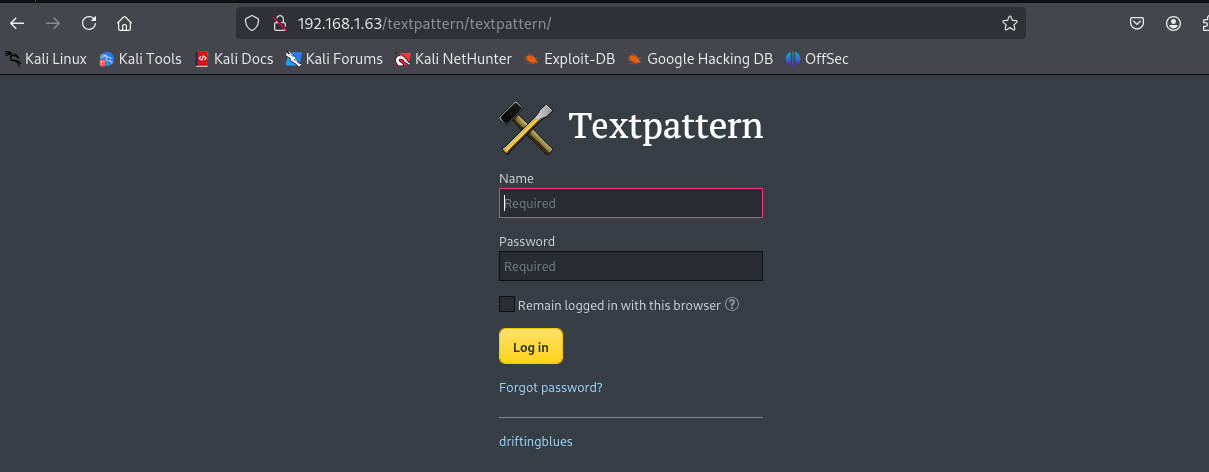 192.168.1.63/textpattern/textpattern/
Kali Linux Kali Tools Kali Docs Kali Forums Kali NetHunter Exploit-DB Google Hacking DB OffSec
Textpattern
Name
Required
Password
Required
Remain logged in with this browser ?
Log in
Forgot password?
driftingblues